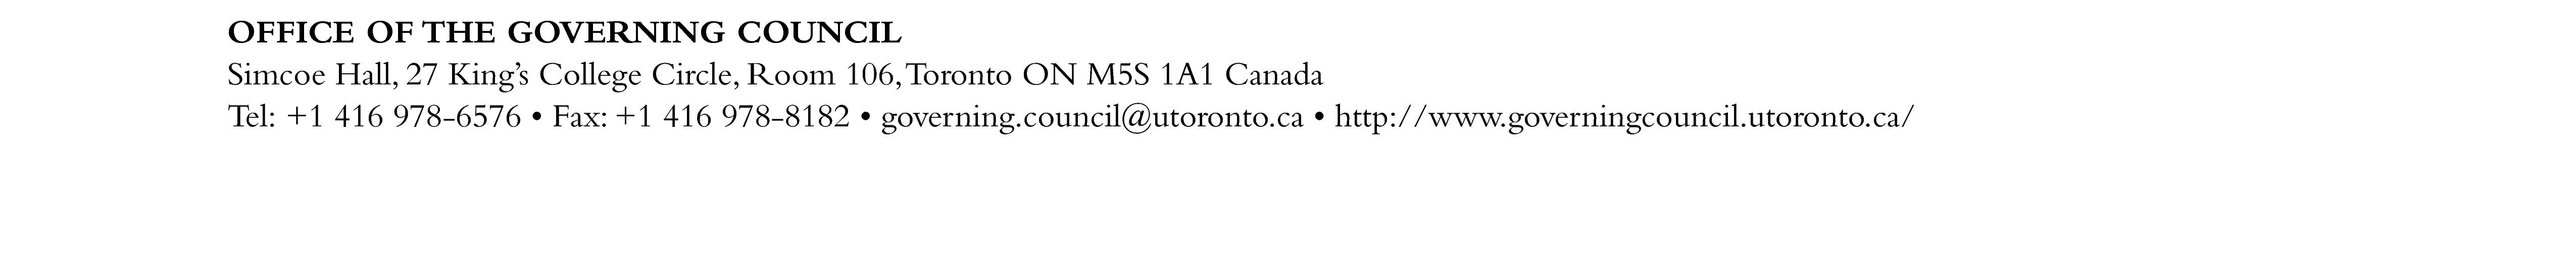 OFFICE OF THE GOVERNING COUNCIL
Simcoe Hall, 27 King’s College Circle, Room 106, Toronto ON M5S 1A1 Canada
Tel: +1 416 978-6576 • Fax: +1 416 978-8182 • governing.council@utoronto.ca • http://www.governingcouncil.utoronto.ca/